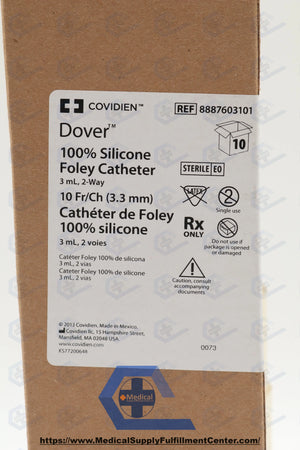 COVIDIEN™
REF 8887603101
Dover™
10
100% Silicone
Foley Catheter
3 mL, 2-Way
STERILE EO
LATEX
2
Single use
10 Fr/Ch (3.3 mm)
Cathéter de Foley
100% silicone
3 mL, 2 voies
Rx
ONLY
Do not use if
package is opened
or damaged
Catéter Foley 100% de silicona
3 mL, 2 vías
Cateter Foley 100% de silicone
3 mL, 2 vias
Caution, consult
accompanying
documents
© 2013 Covidien. Made in Mexico.
Covidien llc, 15 Hampshire Street,
Mansfield, MA 02048 USA
www.covidien.com
KS77200648
0073
Medical
https://www.MedicalSupplyFulfillmentCenter.com/